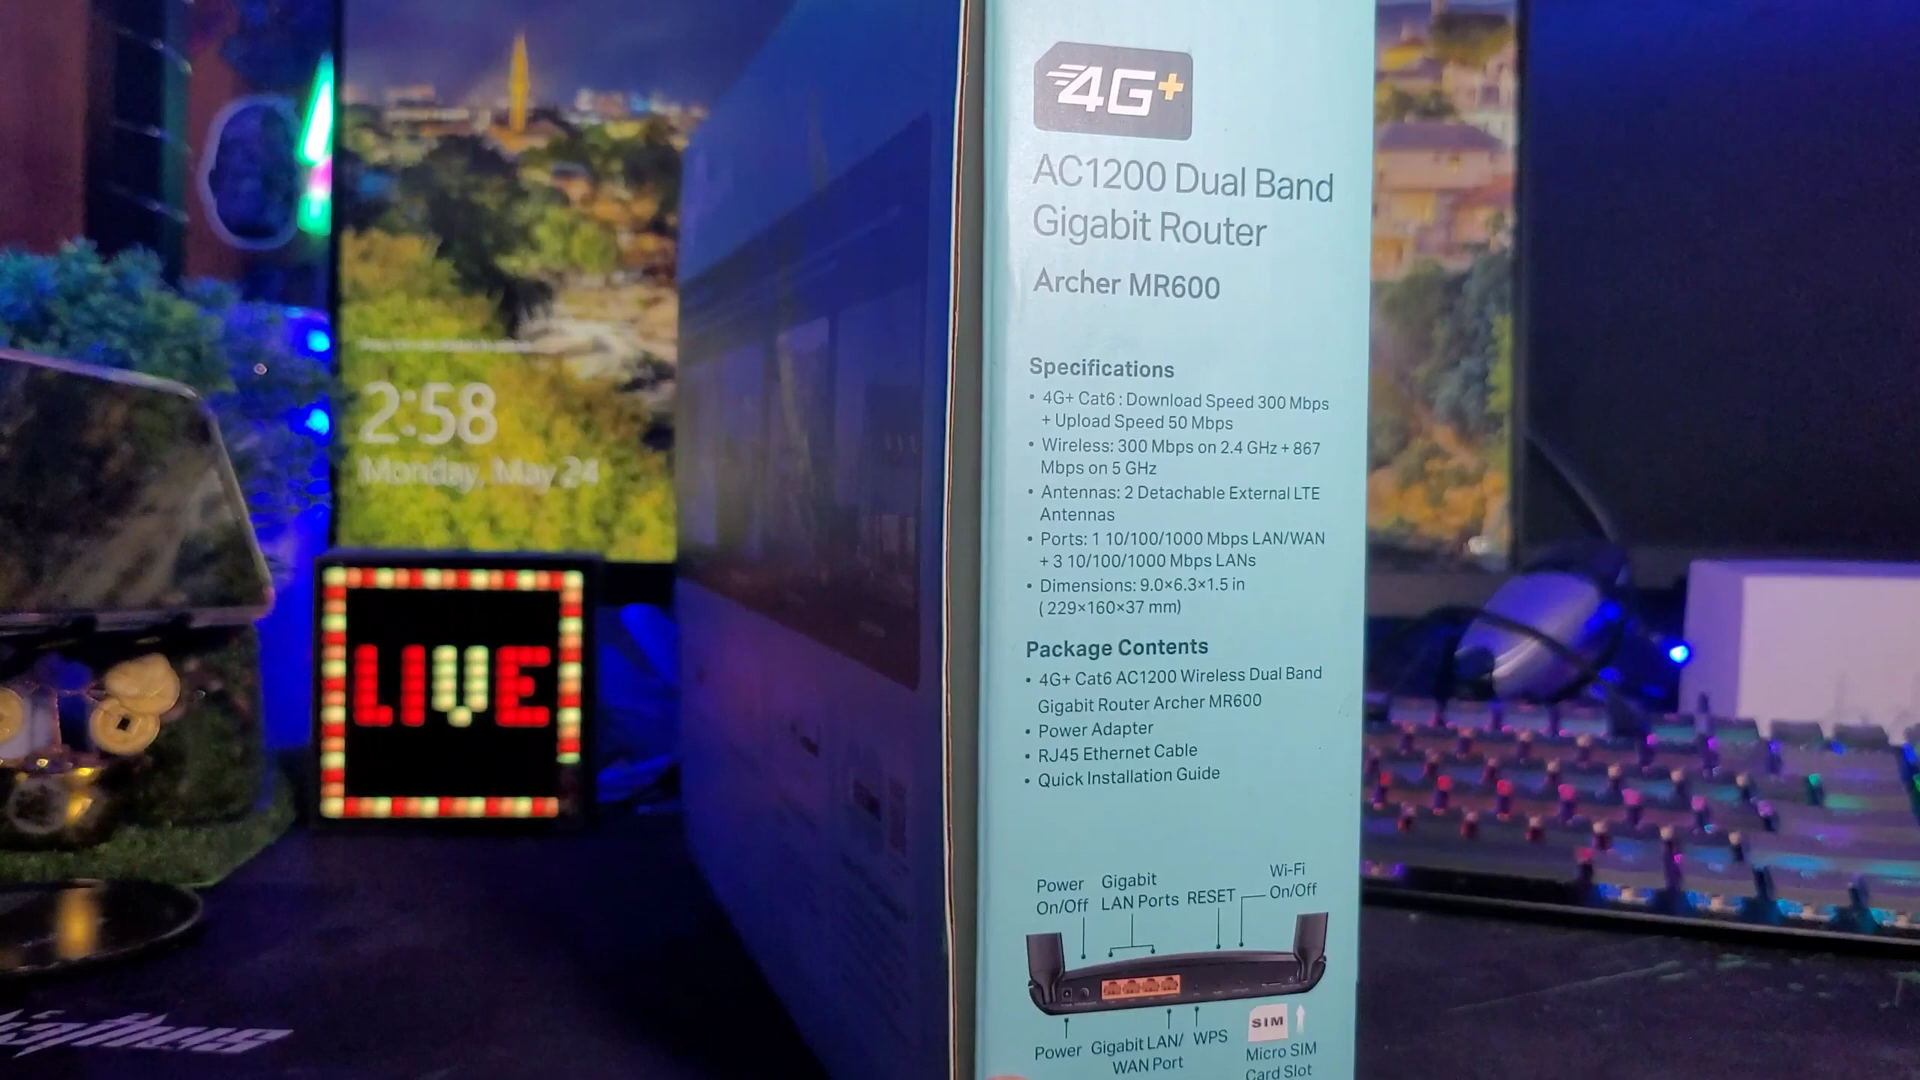 4G+
AC1200 Dual Band
Gigabit Router
Archer MR600
Specifications
• 4G+ Cat6 : Download Speed 300 Mbps
+ Upload Speed 50 Mbps
• Wireless: 300 Mbps on 2.4 GHz + 867
Mbps on 5 GHz
• Antennas: 2 Detachable External LTE
Antennas
• Ports: 1 10/100/1000 Mbps LAN/WAN
+ 3 10/100/1000 Mbps LANs
• Dimensions: 9.0×6.3×1.5 in
( 229×160×37 mm)
Package Contents
• 4G+ Cat6 AC1200 Wireless Dual Band
Gigabit Router Archer MR600
• Power Adapter
• RJ45 Ethernet Cable
• Quick Installation Guide
Power
On/Off
Gigabit
LAN Ports
RESET
Wi-Fi
On/Off
Power
Gigabit LAN/
WAN Port
WPS
SIM
Micro SIM
Card Slot
2:58
Monday, May 24
LIVE